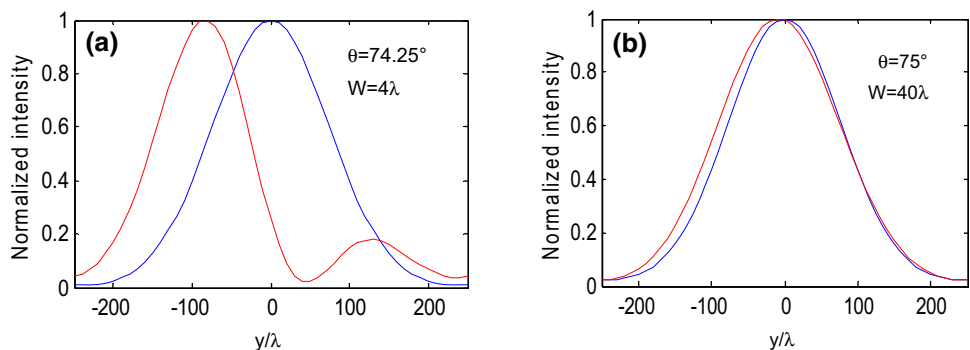 (a)
θ=74.25°
W=4λ
Normalized intensity
1
0.8
0.6
0.4
0.2
0
-200 -100 0 100 200
y/λ
(b)
θ=75°
W=40λ
Normalized intensity
1
0.8
0.6
0.4
0.2
0
-200 -100 0 100 200
y/λ